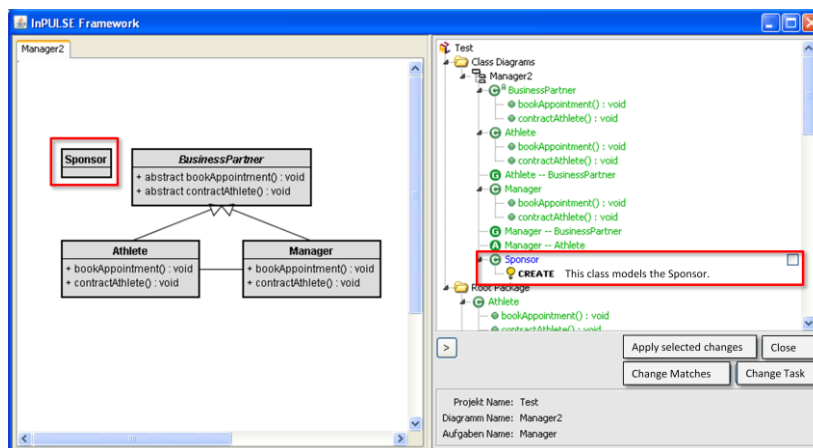 InPULSE Framework
Manager2
Sponsor
BusinessPartner
+ abstract bookAppointment() : void
+ abstract contractAthlete() : void
Athlete
+ bookAppointment() : void
+ contractAthlete() : void
Manager
+ bookAppointment() : void
+ contractAthlete() : void
Test
Class Diagrams
Manager2
C A BusinessPartner
bookAppointment() : void
contractAthlete() : void
C Athlete
bookAppointment() : void
contractAthlete() : void
G Athlete -- BusinessPartner
C Manager
bookAppointment() : void
contractAthlete() : void
G Manager -- BusinessPartner
A Manager -- Athlete
C Sponsor
CREATE This class models the Sponsor.
Root Package
C Athlete
bookAppointment() : void
contractAthlete() : void
>
Apply selected changes
Close
Change Matches
Change Task
Projekt Name: Test
Diagramm Name: Manager2
Aufgaben Name: Manager